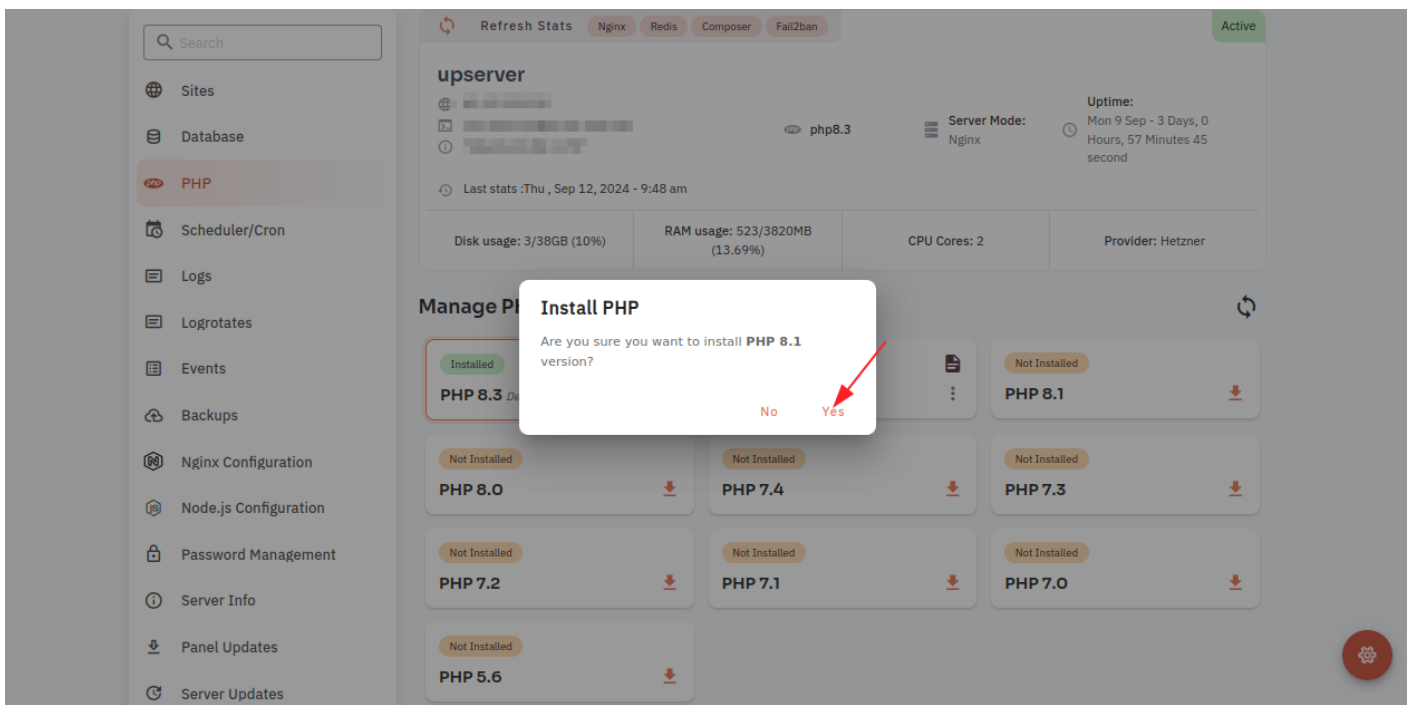 Search
Sites
Database
php PHP
Scheduler/Cron
Logs
Logrotates
Events
Backups
Nginx Configuration
Node.js Configuration
Password Management
Server Info
Panel Updates
Server Updates
Refresh Stats Nginx Redis Composer Fail2ban
Active
upserver
php8.3
Server Mode:
Nginx
Uptime:
Mon 9 Sep - 3 Days, 0
Hours, 57 Minutes 45
second
Last stats :Thu , Sep 12, 2024 - 9:48 am
Disk usage: 3/38GB (10%)
RAM usage: 523/3820MB
(13.69%)
CPU Cores: 2
Provider: Hetzner
Manage PH
Install PHP
Are you sure you want to install PHP 8.1
version?
No Yes
Installed
PHP 8.3 De
Not Installed
PHP 8.1
Not Installed
PHP 8.0
Not Installed
PHP 7.4
Not Installed
PHP 7.3
Not Installed
PHP 7.2
Not Installed
PHP 7.1
Not Installed
PHP 7.0
Not Installed
PHP 5.6